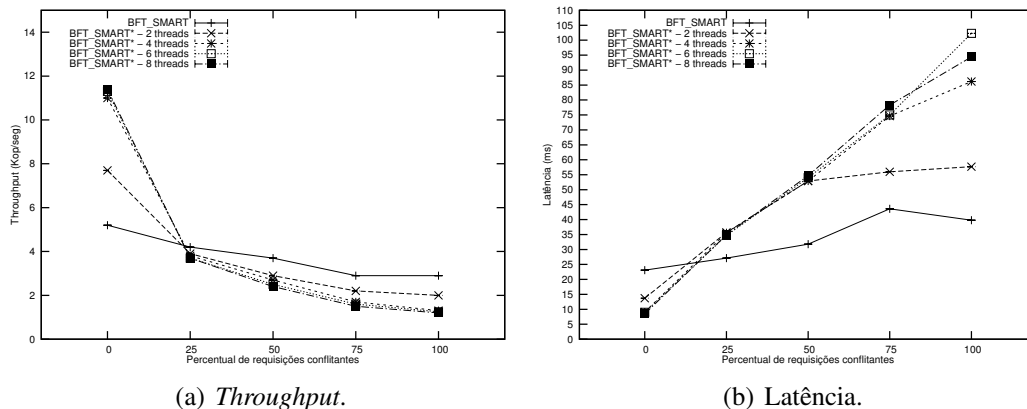 BFT_SMART
BFT_SMART* – 2 threads
BFT_SMART* – 4 threads
BFT_SMART* – 6 threads
BFT_SMART* – 8 threads
14
12
10
8
6
4
2
0
Throughput (Kop/seg)
0 25 50 75 100
Percentual de requisições conflitantes
(a) Throughput.
BFT_SMART
BFT_SMART* – 2 threads
BFT_SMART* – 4 threads
BFT_SMART* – 6 threads
BFT_SMART* – 8 threads
110
105
100
95
90
85
80
75
70
65
60
55
50
45
40
35
30
25
20
15
10
5
0
Latência (ms)
0 25 50 75 100
Percentual de requisições conflitantes
(b) Latência.